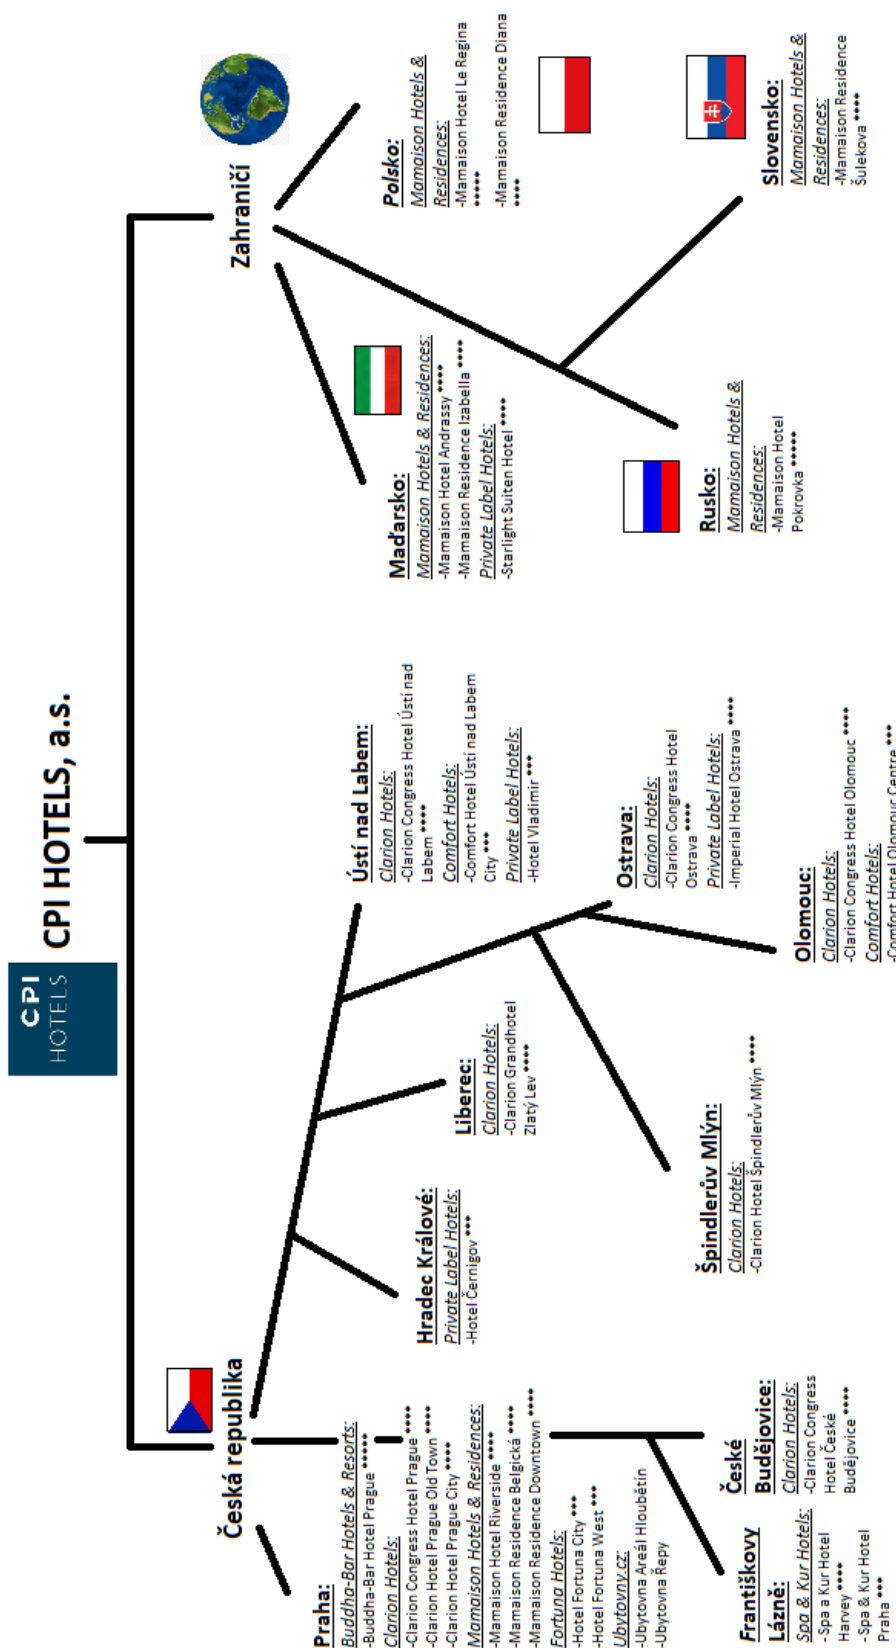 CPI
HOTELS
CPI HOTELS, a.s.
Česká republika
Zahraničí
Praha:
Buddha-Bar Hotels & Resorts:
-Buddha-Bar Hotel Prague *****
Clarion Hotels:
-Clarion Congress Hotel Prague ****
-Clarion Hotel Prague Old Town ****
-Clarion Hotel Prague City ****
Mamaison Hotels & Residences:
-Mamaison Hotel Riverside ****
-Mamaison Residence Belgická ****
-Mamaison Residence Downtown ****
Fortuna Hotels:
-Hotel Fortuna City ***
-Hotel Fortuna West ***
Ubytovny.cz:
-Ubytovna Areál Hloubětín
-Ubytovna Řepy
Františkovy
Lázně:
Spa & Kur Hotels:
-Spa a Kur Hotel
Harvey ****
-Spa & Kur Hotel
Praha ***
České
Budějovice:
Clarion Hotels:
-Clarion Congress
Hotel České
Budějovice ****
Hradec Králové:
Private Label Hotels:
-Hotel Černigov ***
Liberec:
Clarion Hotels:
-Clarion Grandhotel
Zlatý Lev ****
Špindlerův Mlýn:
Clarion Hotels:
-Clarion Hotel Špindlerův Mlýn ****
Ústí nad Labem:
Clarion Hotels:
-Clarion Congress Hotel Ústí nad
Labem ****
Comfort Hotels:
-Comfort Hotel Ústí nad Labem
City ***
Private Label Hotels:
-Hotel Vladimir ***
Ostrava:
Clarion Hotels:
-Clarion Congress Hotel
Ostrava ****
Private Label Hotels:
-Imperial Hotel Ostrava ****
Olomouc:
Clarion Hotels:
-Clarion Congress Hotel Olomouc ****
Comfort Hotels:
-Comfort Hotel Olomouc Centre ***
Maďarsko:
Mamaison Hotels & Residences:
-Mamaison Hotel Andrassy ****
-Mamaison Residence Izabella ****
Private Label Hotels:
-Starlight Suiten Hotel ****
Polsko:
Mamaison Hotels &
Residences:
-Mamaison Hotel Le Regina
*****
-Mamaison Residence Diana
****
Rusko:
Mamaison Hotels &
Residences:
-Mamaison Hotel
Pokrovka *****
Slovensko:
Mamaison Hotels &
Residences:
-Mamaison Residence
Šulekova ****